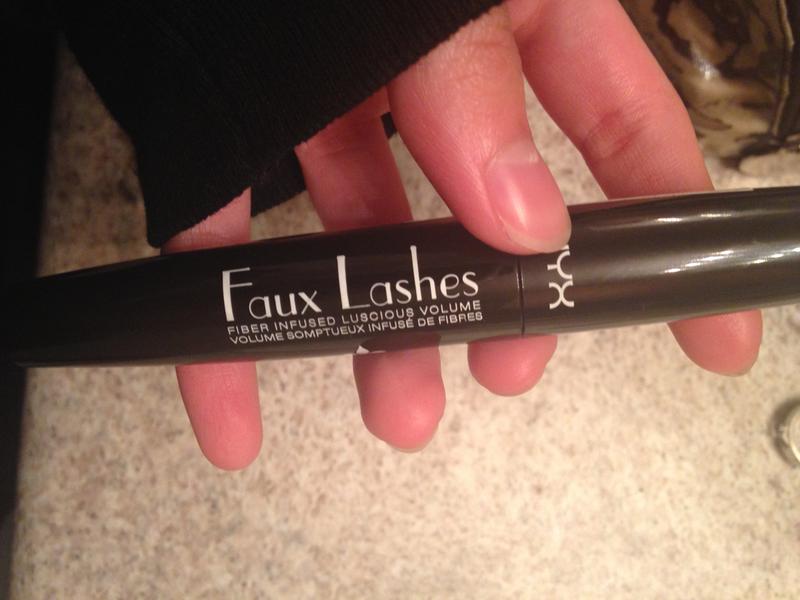 Faux Lashes
FIBER INFUSED LUSCIOUS VOLUME
VOLUME SOMPTUEUX INFUSÉ DE FIBRES